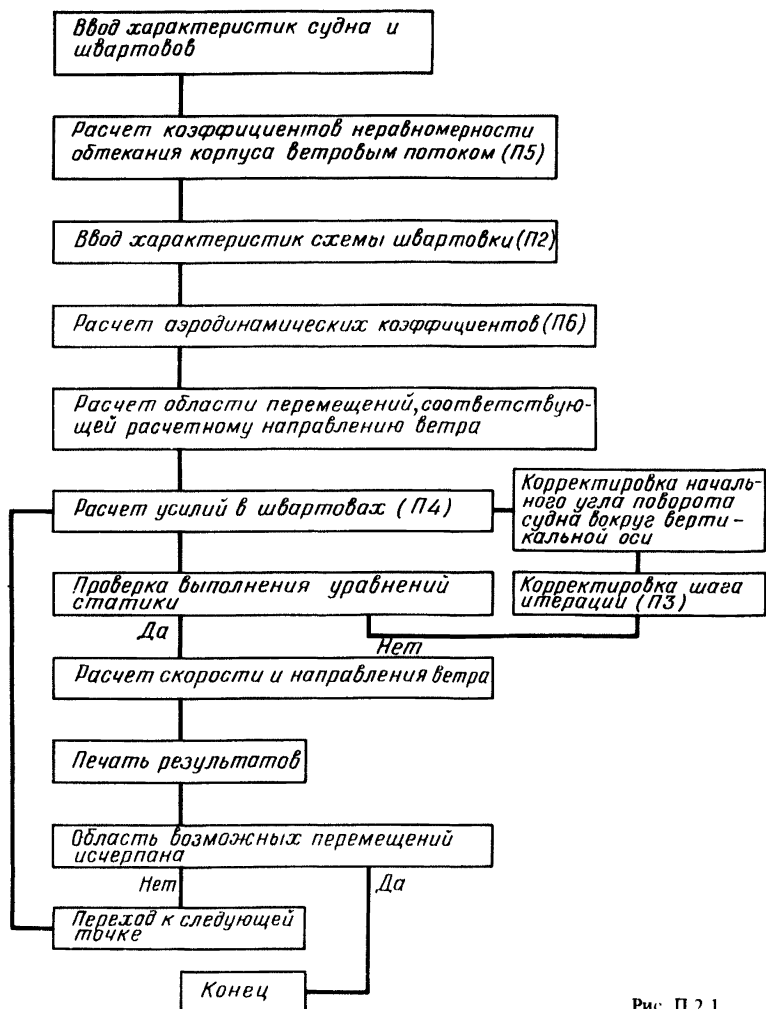 Ввод характеристик судна и
швартовов
Расчет коэффициентов неравномерности
обтекания корпуса ветровым потоком (П5)
Ввод характеристик схемы швартовки (П2)
Расчет аэродинамических коэффициентов (П6)
Расчет области перемещений, соответствую-
щей расчетному направлению ветра
Расчет усилий в швартовах (П4)
Корректировка началь-
ного угла поворота
судна вокруг верти-
кальной оси
Проверка выполнения уравнений
статики
Корректировка шага
итераций (П3)
Да
Нет
Расчет скорости и направления ветра
Печать результатов
Область возможных перемещений
исчерпана
Нет
Да
Переход к следующей
точке
Конец
Рис. П.2.1